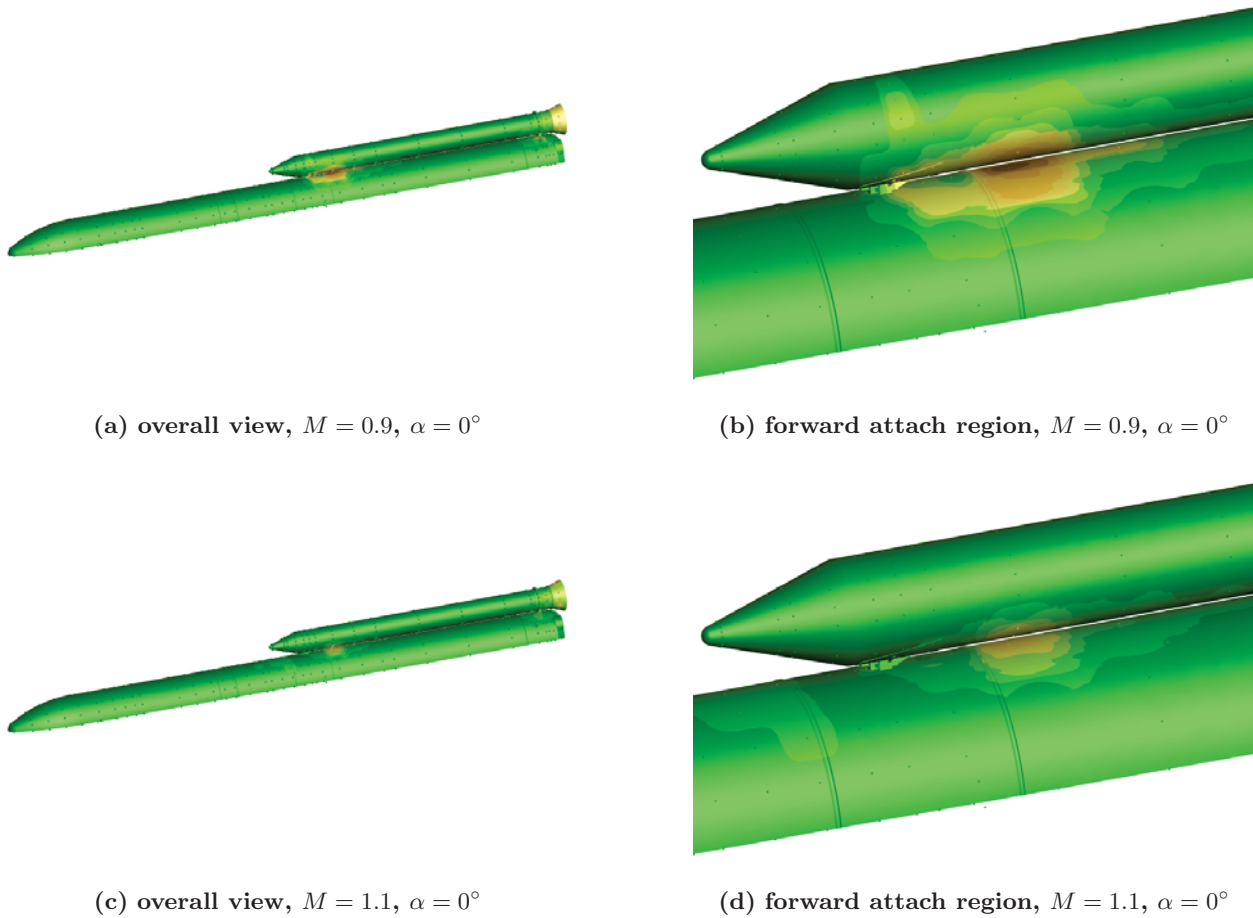 (a) overall view, M = 0.9, α = 0°
(b) forward attach region, M = 0.9, α = 0°
(c) overall view, M = 1.1, α = 0°
(d) forward attach region, M = 1.1, α = 0°